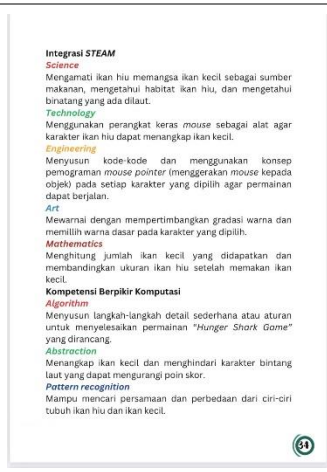 Integrasi STEAM
Science
Mengamati ikan hiu memangsa ikan kecil sebagai sumber
makanan, mengetahui habitat ikan hiu, dan mengetahui
binatang yang ada dilaut.
Technology
Menggunakan perangkat keras mouse sebagai alat agar
karakter ikan hiu dapat menangkap ikan kecil.
Engineering
Menyusun kode-kode dan menggunakan konsep
pemograman mouse pointer (menggerakan mouse kepada
objek) pada setiap karakter yang dipilih agar permainan
dapat berjalan.
Art
Mewarnai dengan mempertimbangkan gradasi warna dan
memillih warna dasar pada karakter yang dipilih.
Mathematics
Menghitung jumlah ikan kecil yang didapatkan dan
membandingkan ukuran ikan hiu setelah memakan ikan
kecil.
Kompetensi Berpikir Komputasi
Algorithm
Menyusun langkah-langkah detail sederhana atau aturan
untuk menyelesaikan permainan “Hunger Shark Game”
yang dirancang.
Abstraction
Menangkap ikan kecil dan menghindari karakter bintang
laut yang dapat mengurangi poin skor.
Pattern recognition
Mampu mencari persamaan dan perbedaan dari ciri-ciri
tubuh ikan hiu dan ikan kecil.
34